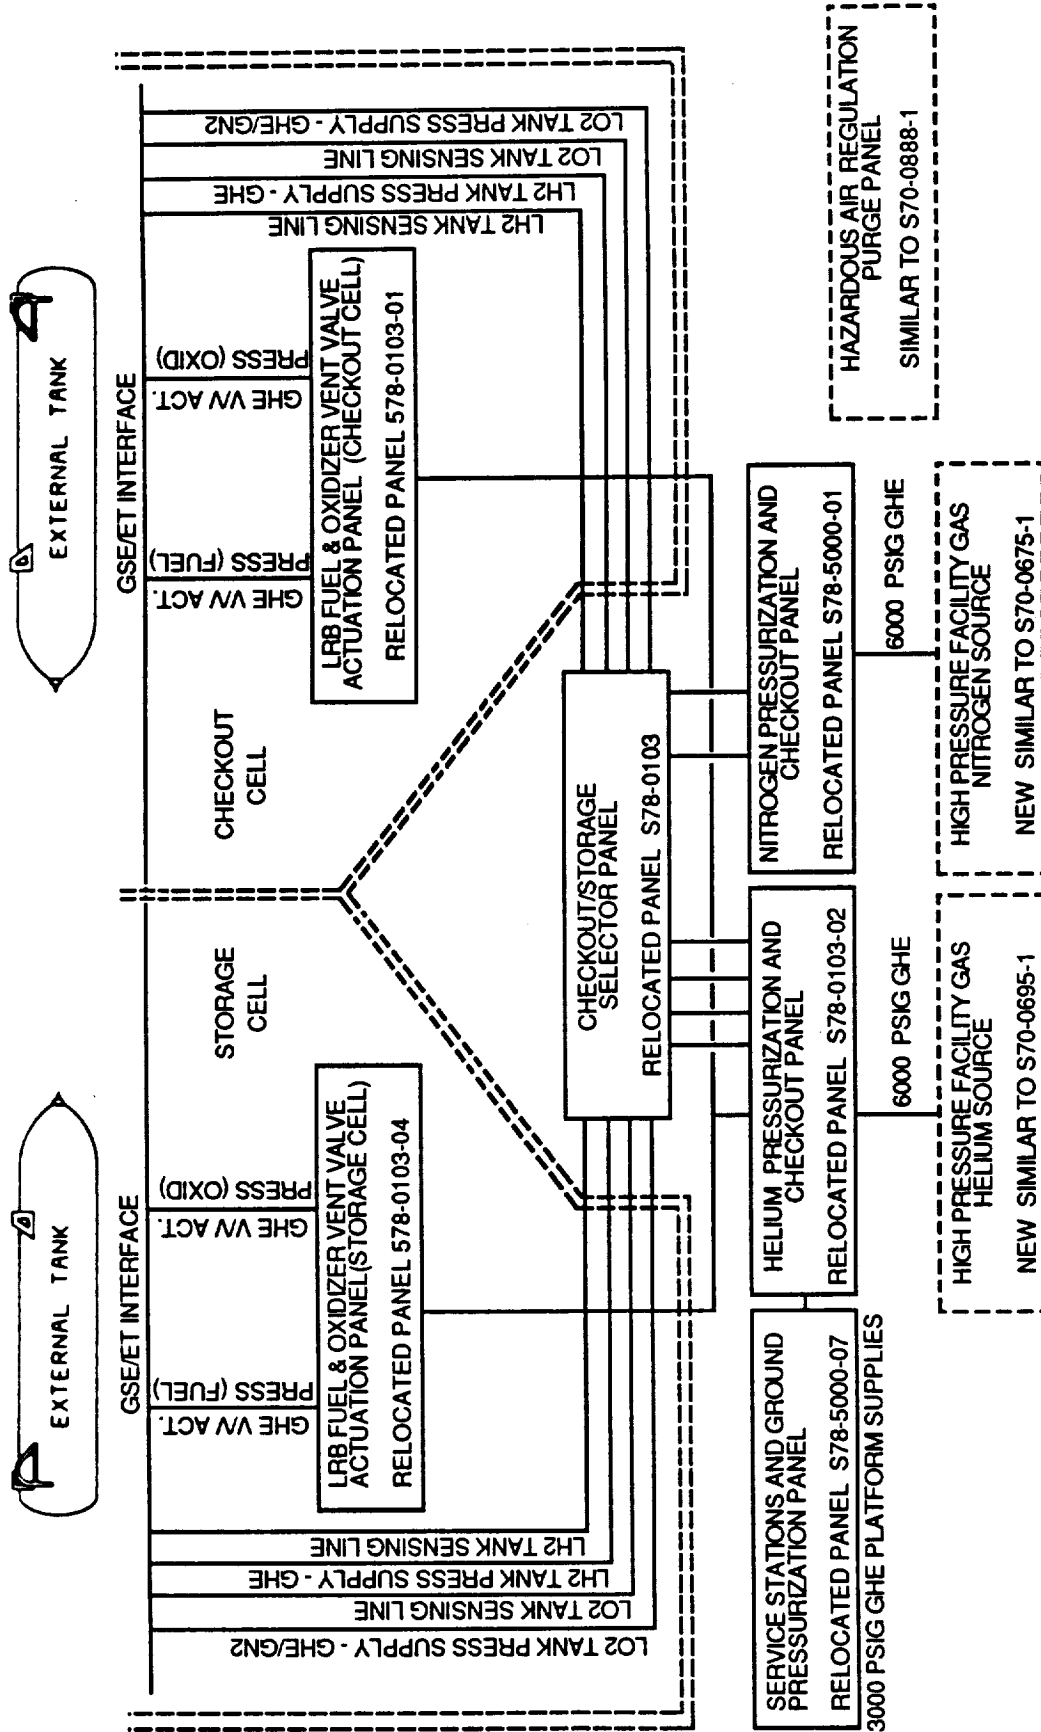 EXTERNAL TANK
EXTERNAL TANK
GSE/ET INTERFACE
GSE/ET INTERFACE
GHE V/V ACT.
PRESS (FUEL)
GHE V/V ACT.
PRESS (OXID)
STORAGE
CELL
CHECKOUT
CELL
GHE V/V ACT.
PRESS (FUEL)
GHE V/V ACT.
PRESS (OXID)
LO2 TANK PRESS SUPPLY - GHE/GN2
LO2 TANK SENSING LINE
LH2 TANK PRESS SUPPLY - GHE
LH2 TANK SENSING LINE
LRB FUEL & OXIDIZER VENT VALVE
ACTUATION PANEL(STORAGE CELL)
RELOCATED PANEL 578-0103-04
LRB FUEL & OXIDIZER VENT VALVE
ACTUATION PANEL (CHECKOUT CELL)
RELOCATED PANEL 578-0103-01
LH2 TANK SENSING LINE
LH2 TANK PRESS SUPPLY - GHE
LO2 TANK SENSING LINE
LO2 TANK PRESS SUPPLY - GHE/GN2
CHECKOUT/STORAGE
SELECTOR PANEL
RELOCATED PANEL S78-0103
SERVICE STATIONS AND GROUND
PRESSURIZATION PANEL
RELOCATED PANEL S78-5000-07
3000 PSIG GHE PLATFORM SUPPLIES
HELIUM PRESSURIZATION AND
CHECKOUT PANEL
RELOCATED PANEL S78-0103-02
6000 PSIG GHE
NITROGEN PRESSURIZATION AND
CHECKOUT PANEL
RELOCATED PANEL S78-5000-01
6000 PSIG GHE
HAZARDOUS AIR REGULATION
PURGE PANEL
SIMILAR TO S70-0888-1
HIGH PRESSURE FACILITY GAS
HELIUM SOURCE
NEW SIMILAR TO S70-0695-1
HIGH PRESSURE FACILITY GAS
NITROGEN SOURCE
NEW SIMILAR TO S70-0675-1